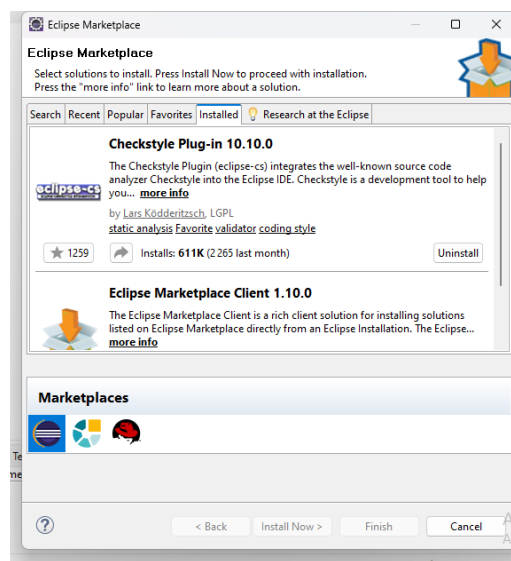 Eclipse Marketplace
Eclipse Marketplace
Select solutions to install. Press Install Now to proceed with installation.
Press the "more info" link to learn more about a solution.
Search Recent Popular Favorites Installed Research at the Eclipse
Checkstyle Plug-in 10.10.0
The Checkstyle Plugin (eclipse-cs) integrates the well-known source code
analyzer Checkstyle into the Eclipse IDE. Checkstyle is a development tool to help
you... more info
eclipse-cs
by Lars Ködderitzsch, LGPL
static analysis Favorite validator coding style
1259 Installs: 611K (2 265 last month) Uninstall
Eclipse Marketplace Client 1.10.0
The Eclipse Marketplace Client is a rich client solution for installing solutions
listed on Eclipse Marketplace directly from an Eclipse Installation. The Eclipse...
more info
Marketplaces
Te
me
? < Back Install Now > Finish Cancel